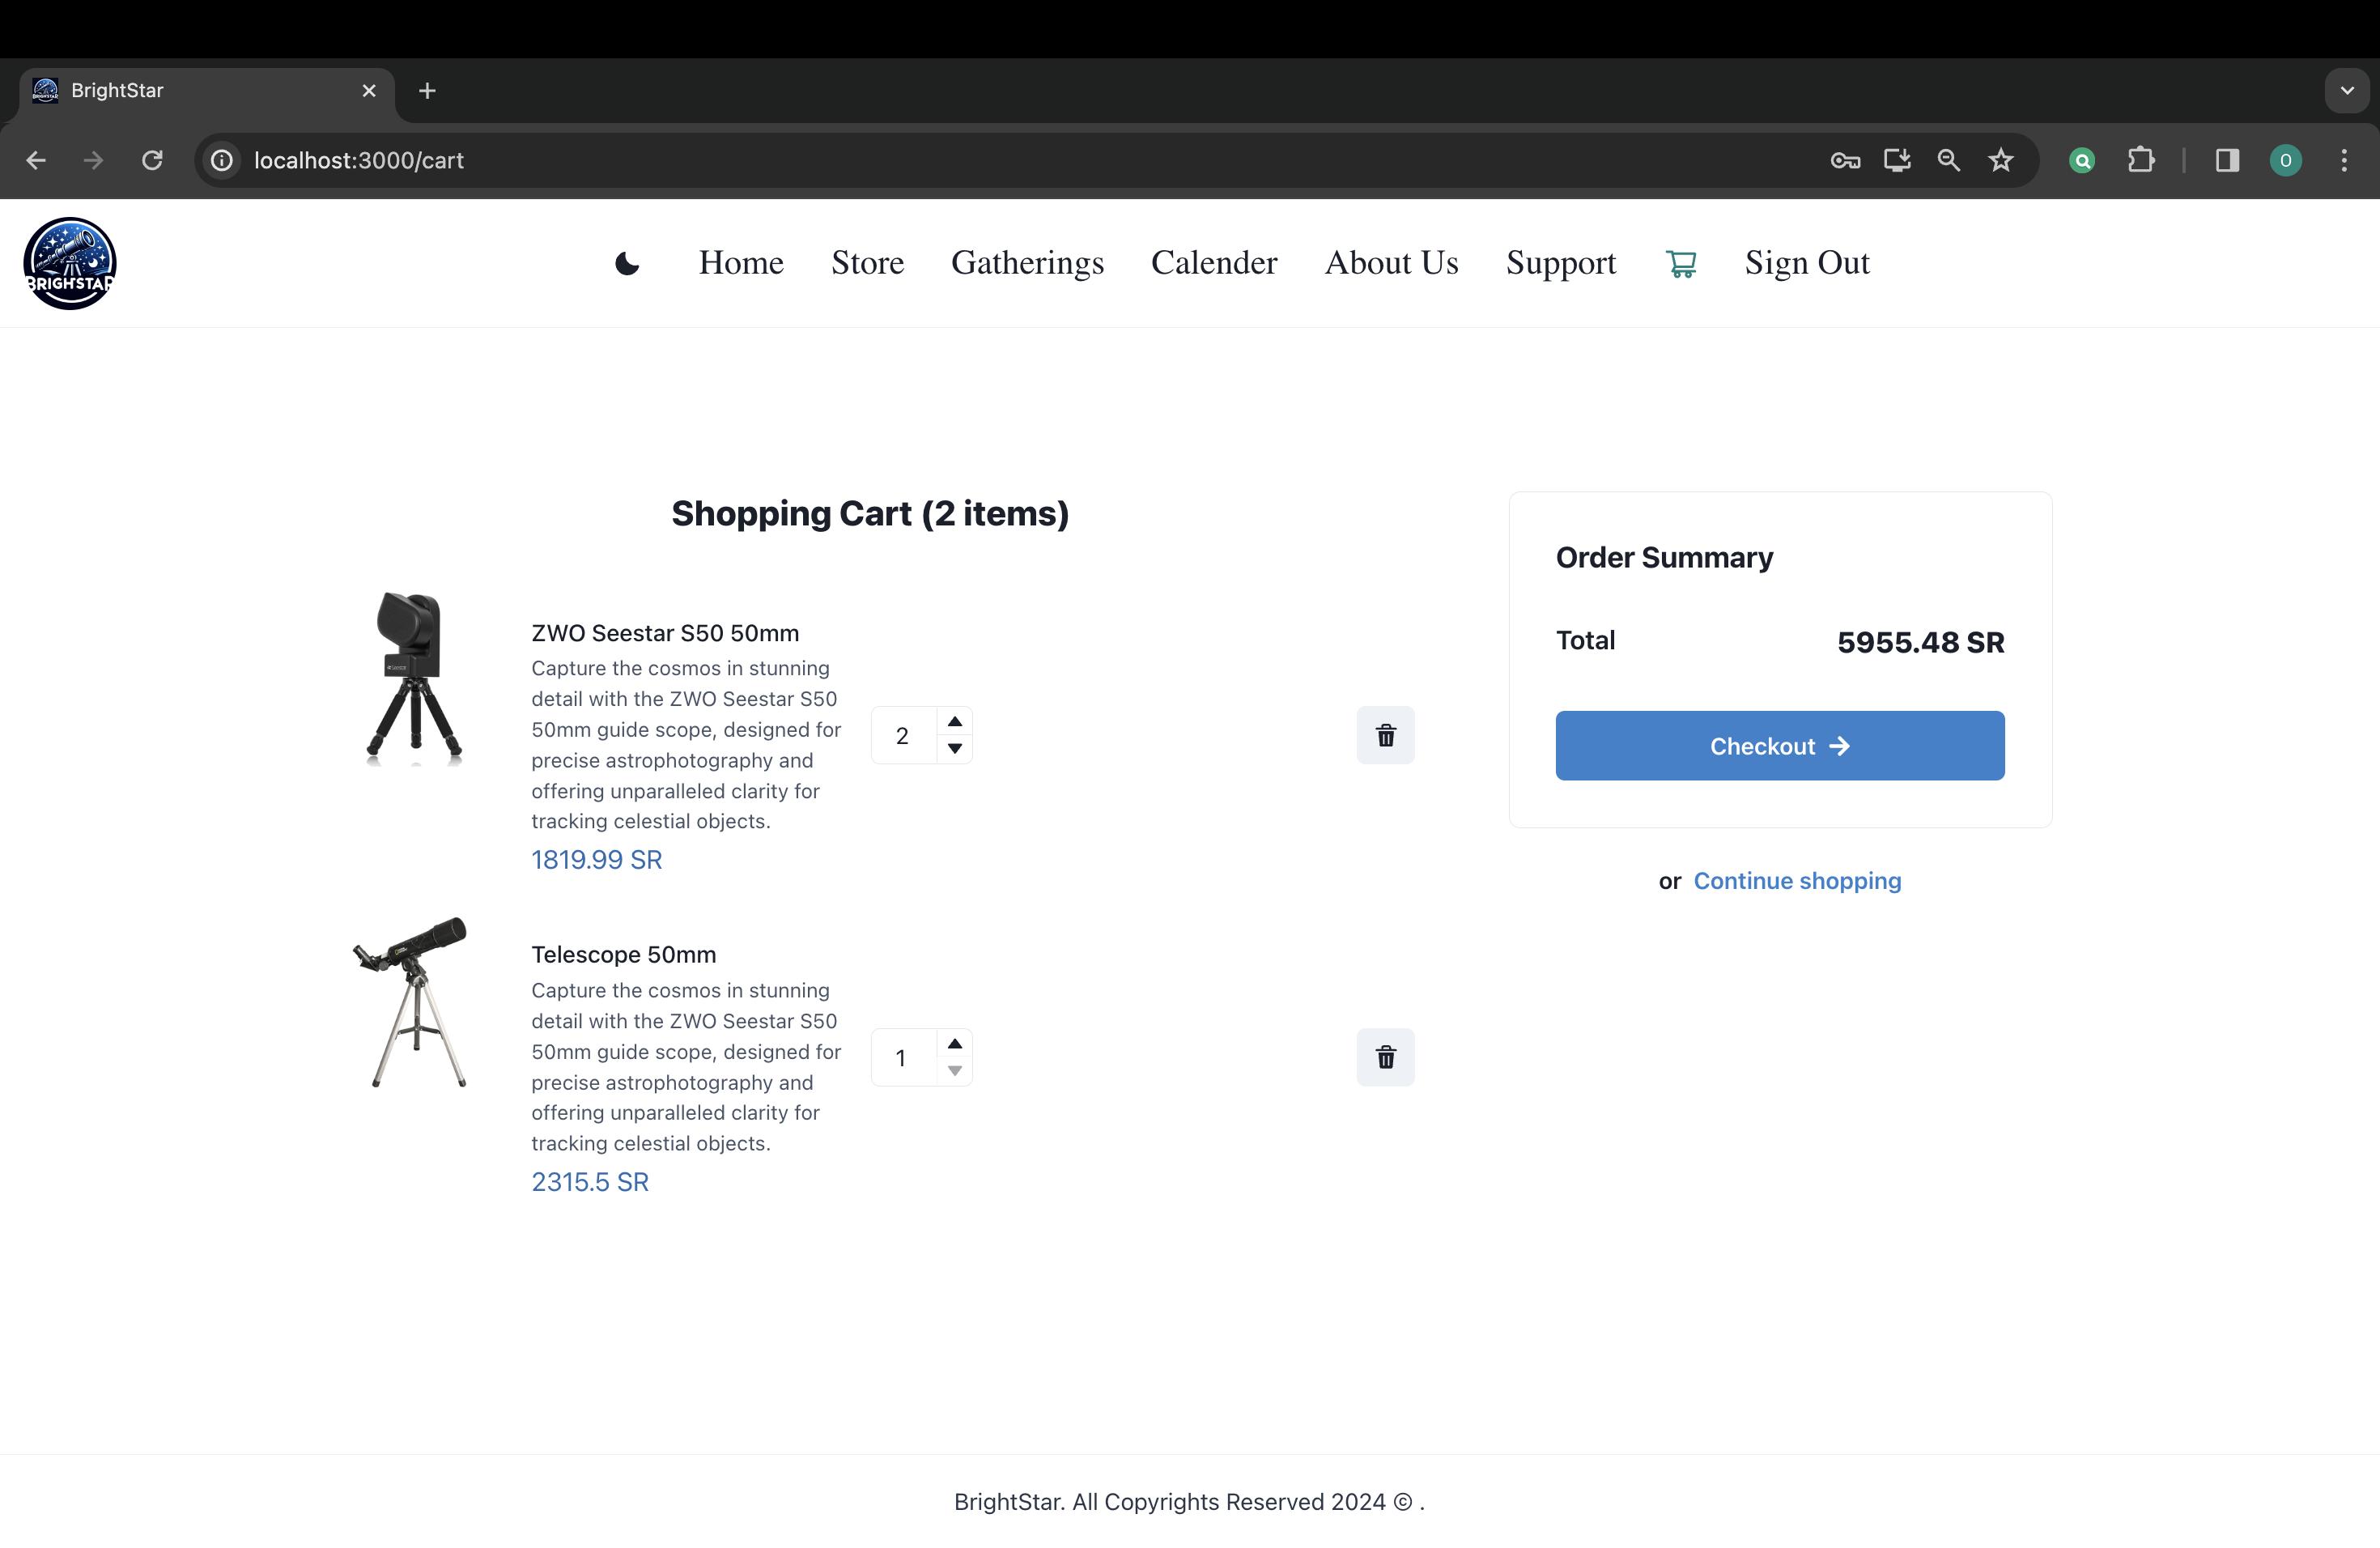 BrightStar
localhost:3000/cart
O
BRIGHSTAR
Home Store Gatherings Calender About Us Support Sign Out
Shopping Cart (2 items)
ZWO Seestar S50 50mm
Capture the cosmos in stunning
detail with the ZWO Seestar S50
50mm guide scope, designed for
precise astrophotography and
offering unparalleled clarity for
tracking celestial objects.
1819.99 SR
2
Telescope 50mm
Capture the cosmos in stunning
detail with the ZWO Seestar S50
50mm guide scope, designed for
precise astrophotography and
offering unparalleled clarity for
tracking celestial objects.
2315.5 SR
1
Order Summary
Total 5955.48 SR
Checkout
or Continue shopping
BrightStar. All Copyrights Reserved 2024 © .